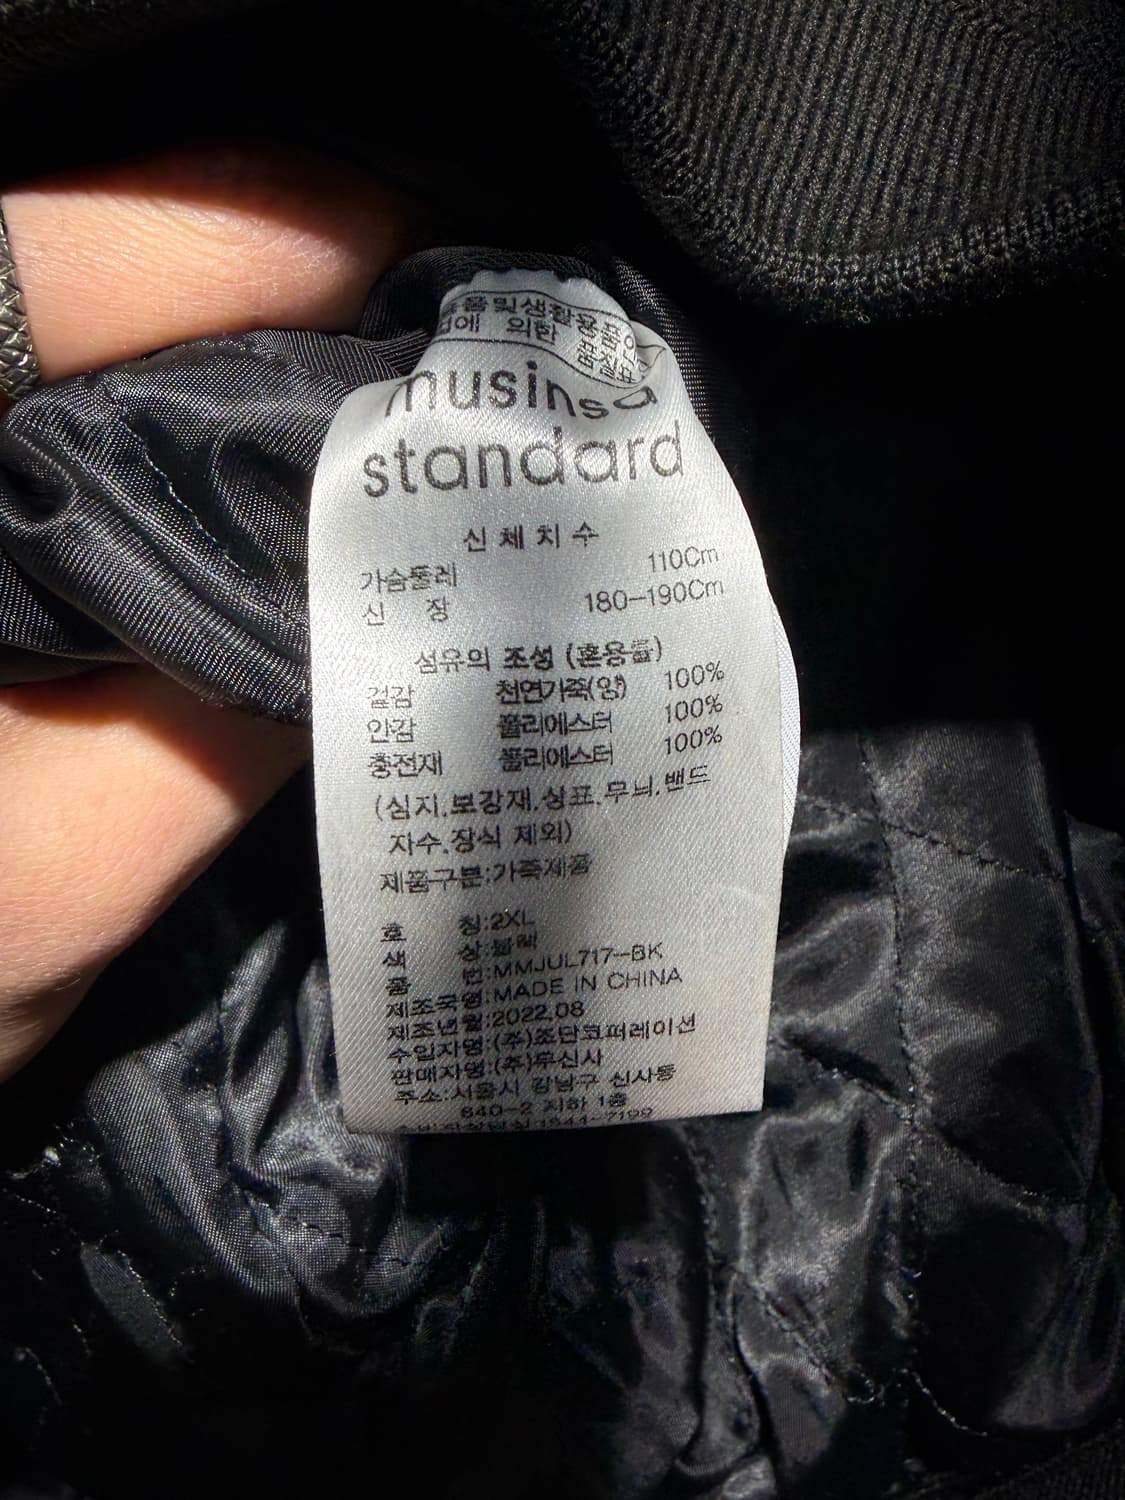 및생활
에 의한
musinsa
standard
신체치수
가슴둘레 110Cm
신 장 180-190Cm
섬유의 조성 (혼용률)
겉감 천연가죽(양) 100%
안감 폴리에스터 100%
충전재 폴리에스터 100%
(심지,보강재,상표,무늬,밴드
자수,장식 제외)
제품구분:가죽제품
호 칭:2XL
색 상:블랙
품 번:MMJUL717-BK
제조국명:MADE IN CHINA
제조년월:2022.08
수입자명:(주)조단코퍼레이션
판매자명:(주)무신사
주소:서울시 강남구 신사동
640-2 지하 1층